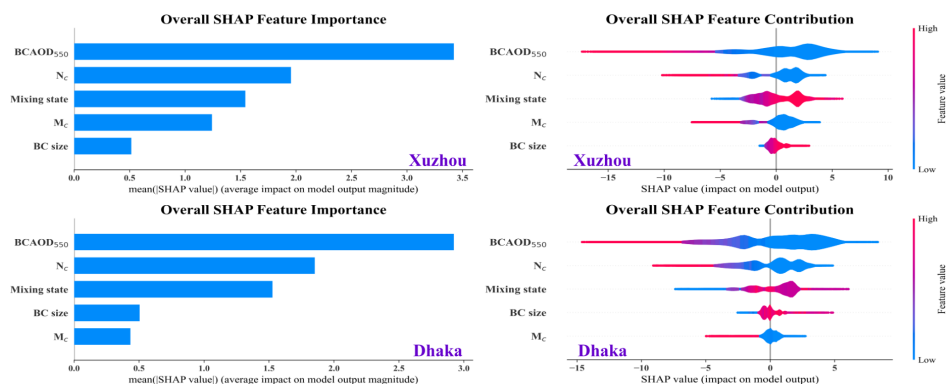 Overall SHAP Feature Importance
BCAOD550
Nc
Mixing state
Mc
BC size
Xuzhou
0.0 0.5 1.0 1.5 2.0 2.5 3.0 3.5
mean(|SHAP value|) (average impact on model output magnitude)
Overall SHAP Feature Contribution
BCAOD550
Nc
Mixing state
Mc
BC size
Xuzhou
−15 −10 −5 0 5 10
SHAP value (impact on model output)
High
Feature value
Low
Overall SHAP Feature Importance
BCAOD550
Nc
Mixing state
BC size
Mc
Dhaka
0.0 0.5 1.0 1.5 2.0 2.5 3.0
mean(|SHAP value|) (average impact on model output magnitude)
Overall SHAP Feature Contribution
BCAOD550
Nc
Mixing state
BC size
Mc
Dhaka
−15 −10 −5 0 5
SHAP value (impact on model output)
High
Feature value
Low